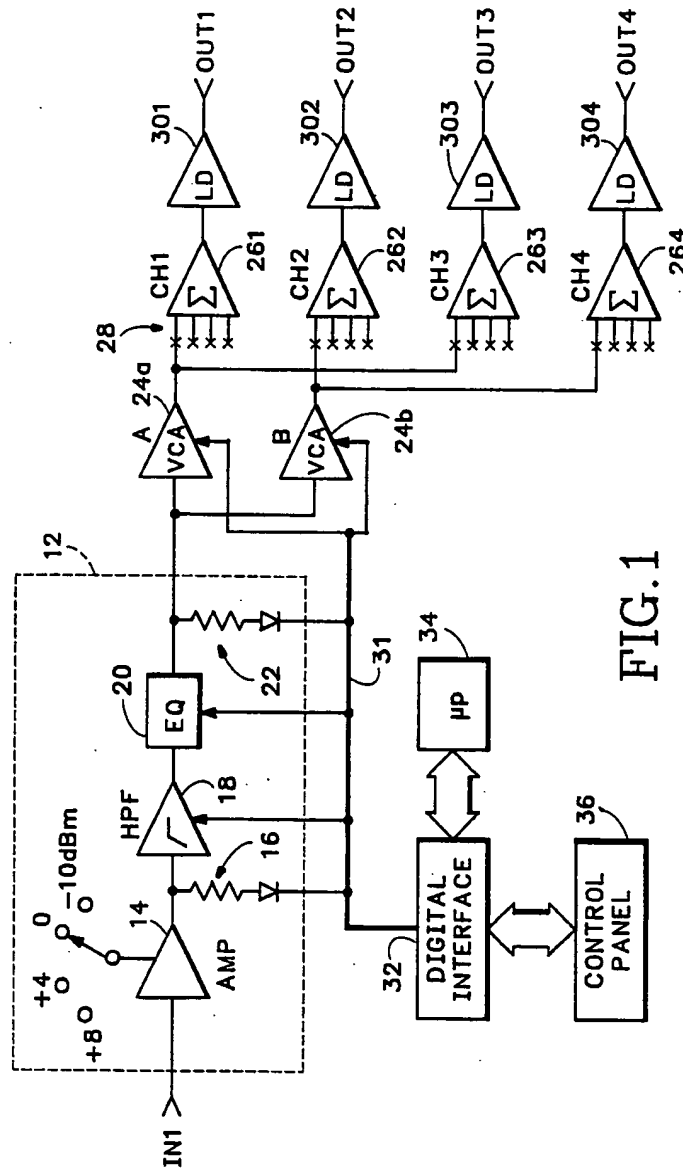 12
+8
+4
0
-10dBm
14
AMP
IN1
16
HPF
18
20
EQ
22
24a
A
VCA
B
VCA
24b
28
CH1
Σ
261
301
LD
OUT1
CH2
Σ
262
302
LD
OUT2
CH3
Σ
263
303
LD
OUT3
CH4
Σ
264
304
LD
OUT4
31
32
DIGITAL
INTERFACE
34
μP
36
CONTROL
PANEL
FIG.1